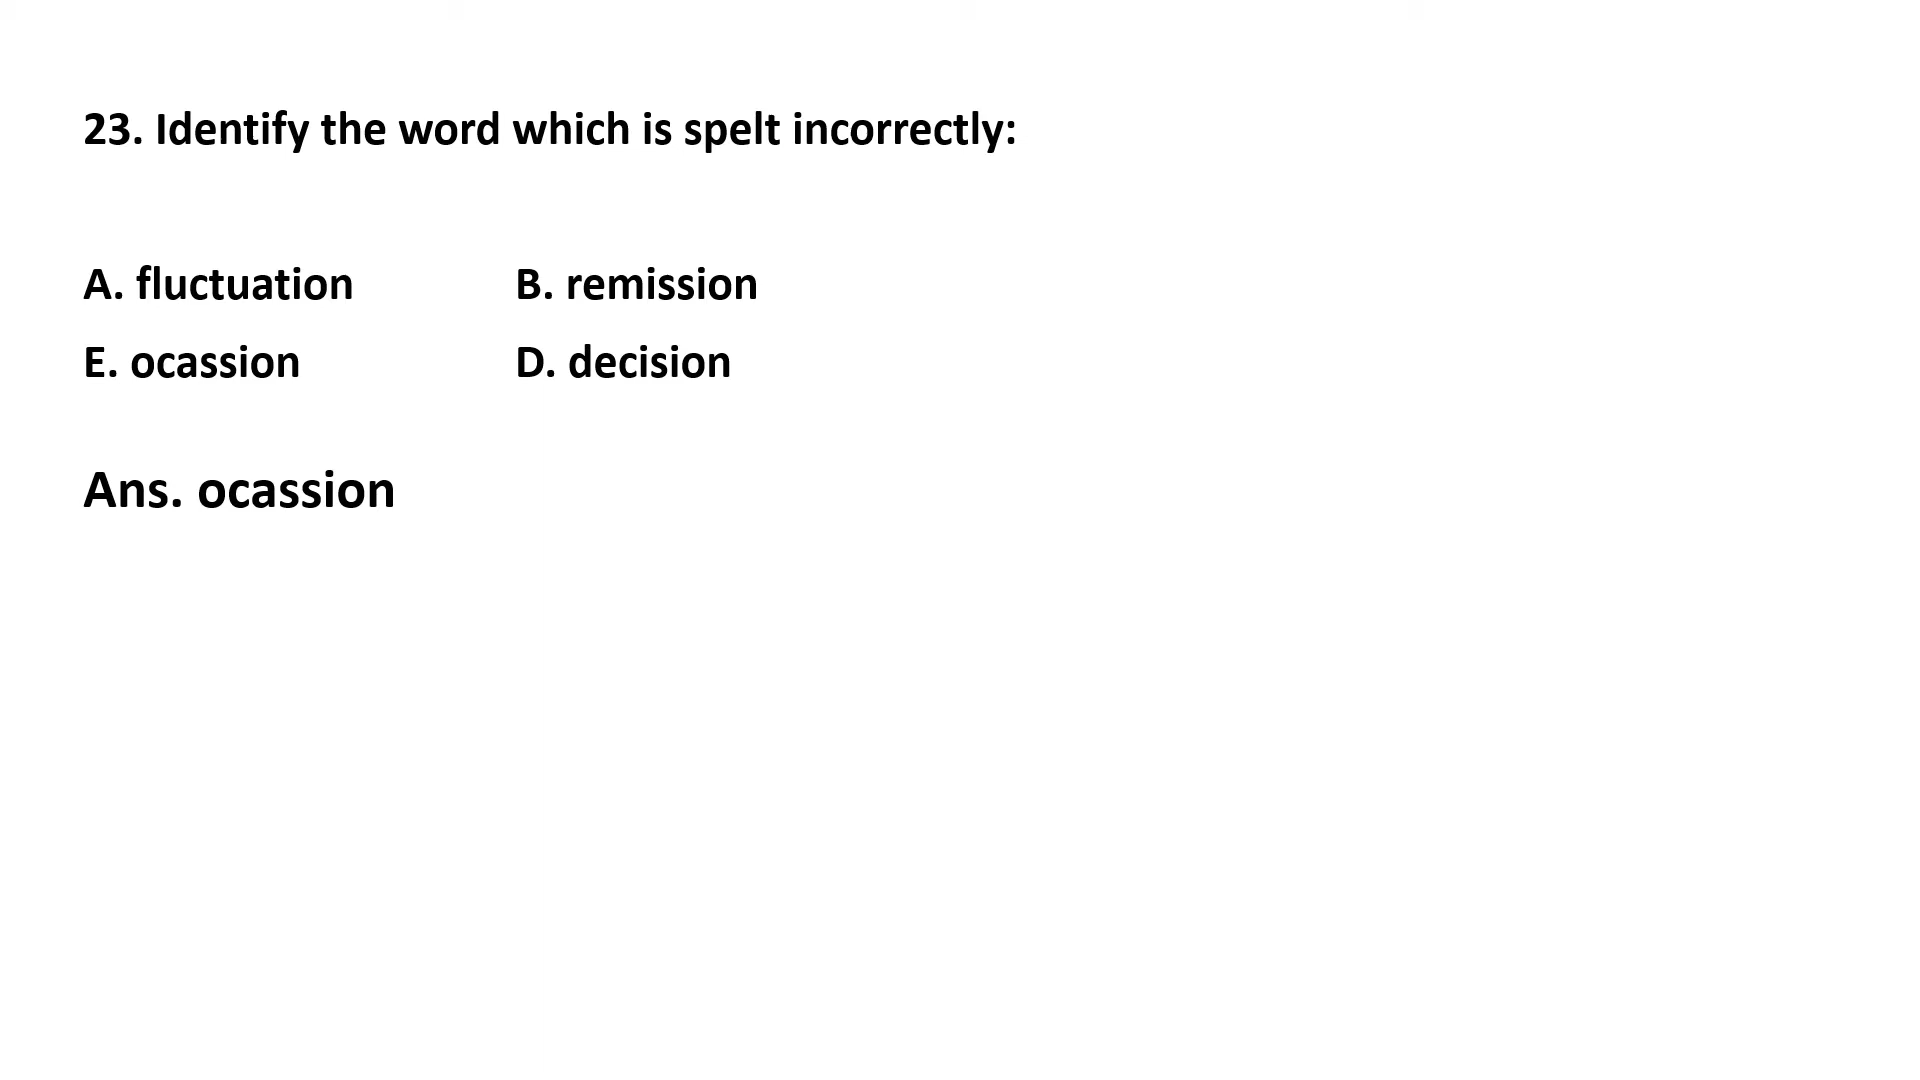 23. Identify the word which is spelt incorrectly:
A. fluctuation B. remission
E. ocassion D. decision
Ans. ocassion